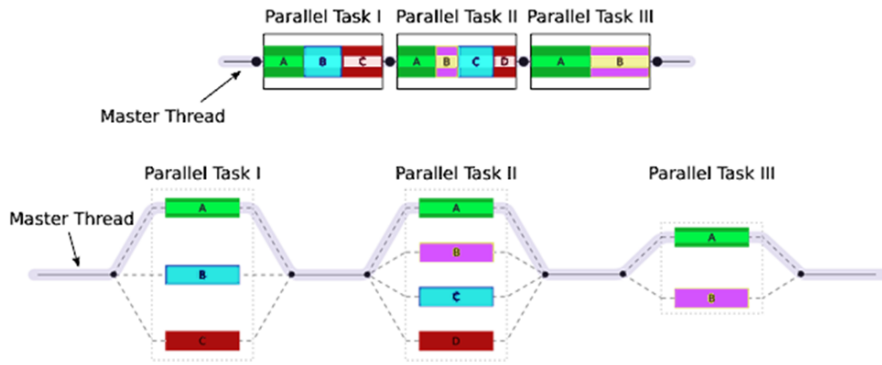 Parallel Task I Parallel Task II Parallel Task III
A B C A B C D A B
Master Thread
Parallel Task I Parallel Task II Parallel Task III
A A
Master Thread
A
B
B C B
C D